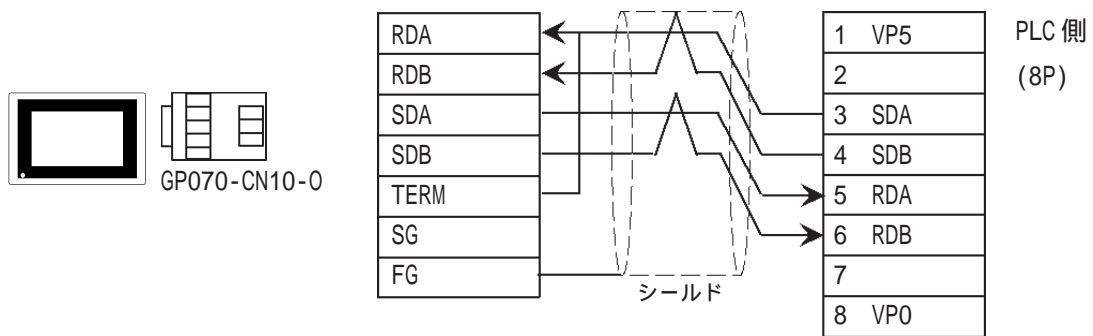 RDA
RDB
SDA
SDB
TERM
SG
FG
GP070-CN10-O
シールド
1 VP5
2
3 SDA
4 SDB
5 RDA
6 RDB
7
8 VP0
PLC 側
(8P)